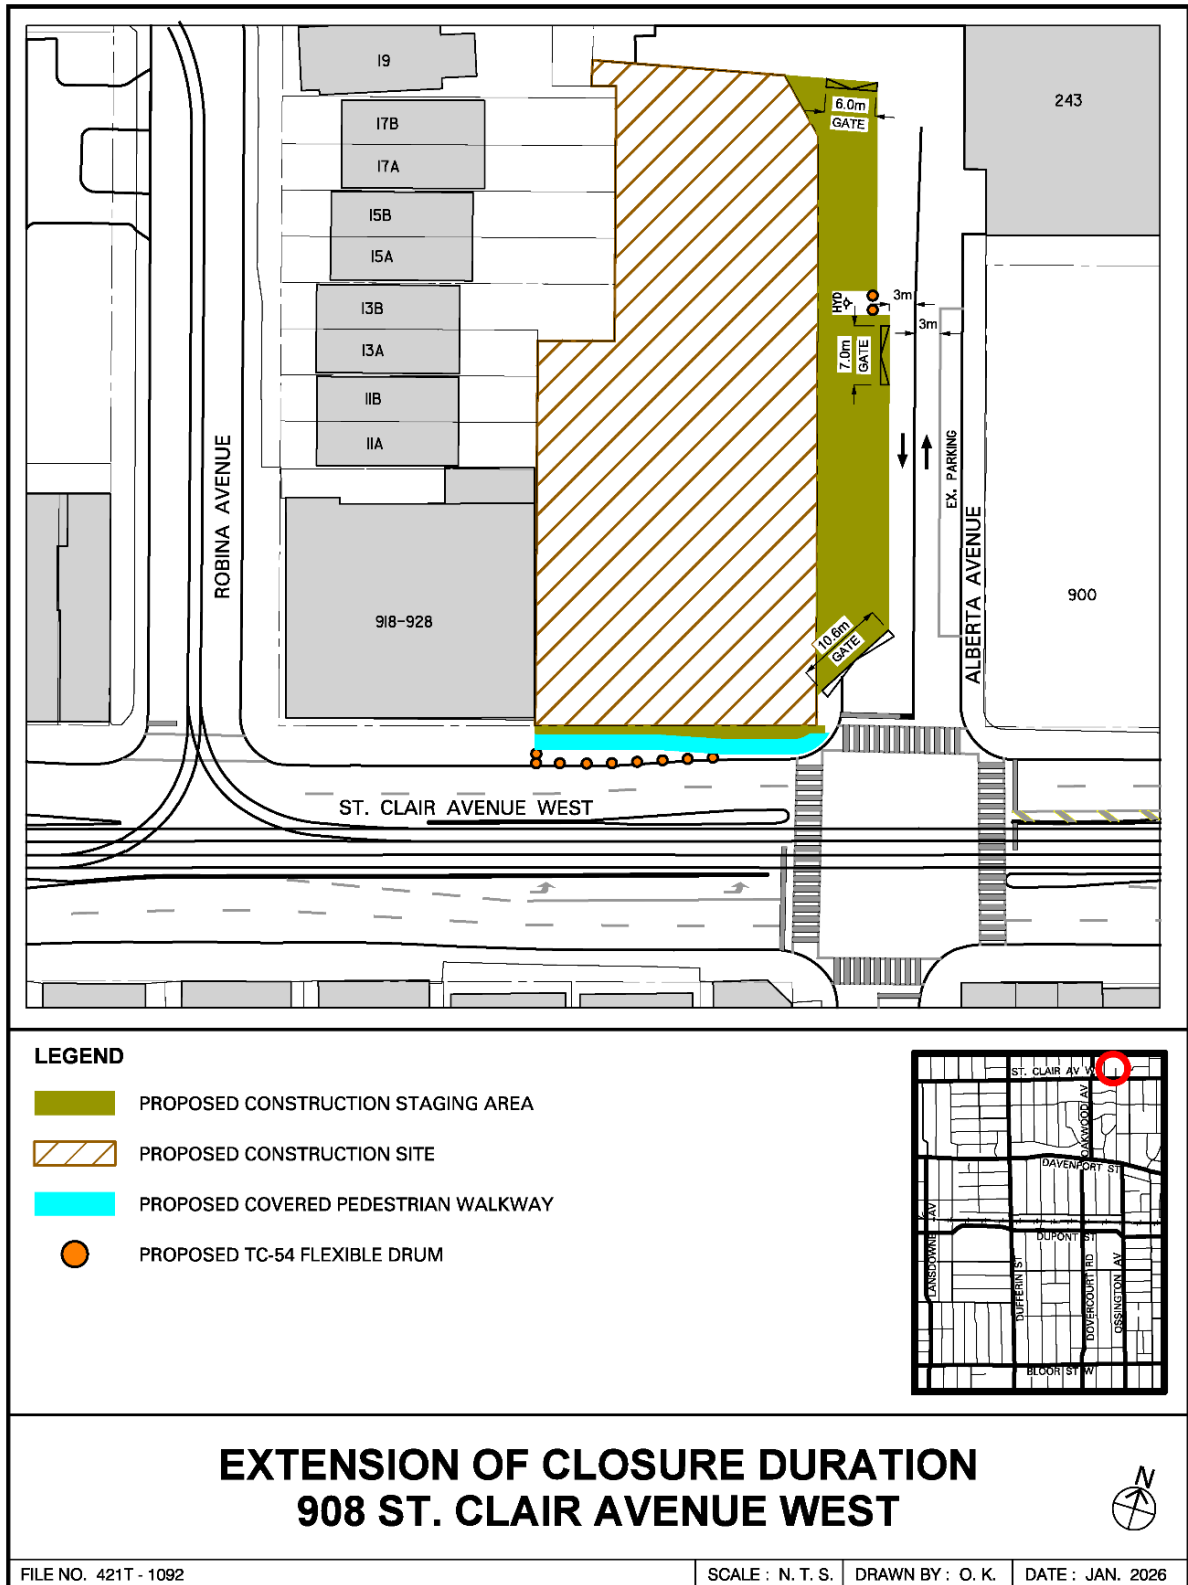 19
243
6.0m
GATE
17B
17A
15B
15A
HYD
3m
3m
13B
13A
7.0m
GATE
11B
11A
ROBINA AVENUE
EX. PARKING
ALBERTA AVENUE
918-928
900
10.6m
GATE
ST. CLAIR AVENUE WEST
LEGEND
PROPOSED CONSTRUCTION STAGING AREA
PROPOSED CONSTRUCTION SITE
PROPOSED COVERED PEDESTRIAN WALKWAY
PROPOSED TC-54 FLEXIBLE DRUM
ST. CLAIR AV W
OAKWOOD AV
DAVENPORT ST
LANSDOWNE AV
DUPONT ST
DUFFERIN ST
DOVERCOURT RD
OSSINGTON AV
BLOOR ST W
EXTENSION OF CLOSURE DURATION
908 ST. CLAIR AVENUE WEST
N
FILE NO. 421T - 1092
SCALE : N. T. S.
DRAWN BY : O. K.
DATE : JAN. 2026